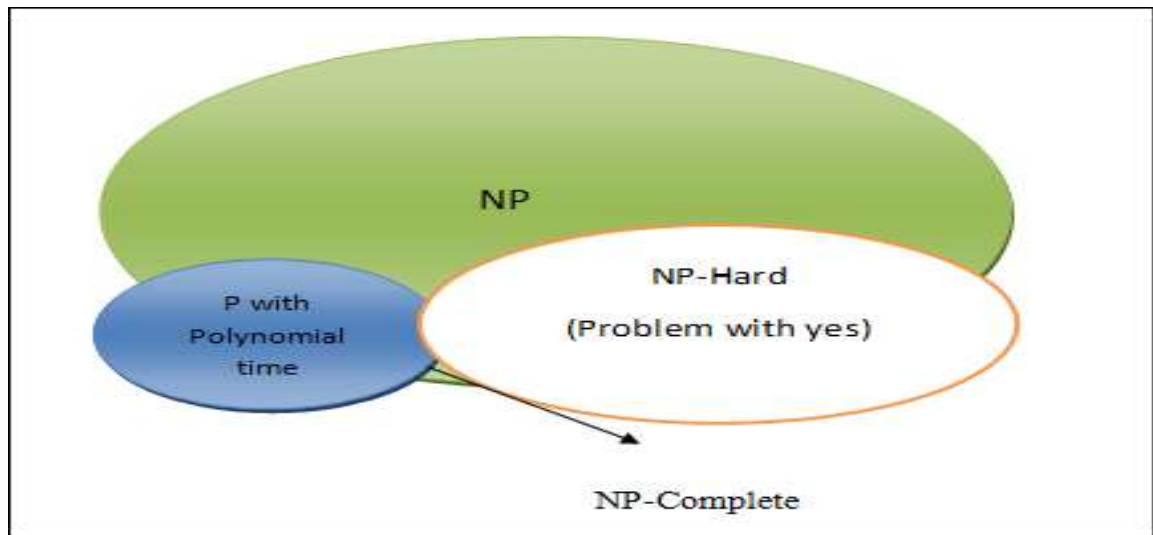 NP
NP-Hard
(Problem with yes)
P with
Polynomial
time
NP-Complete